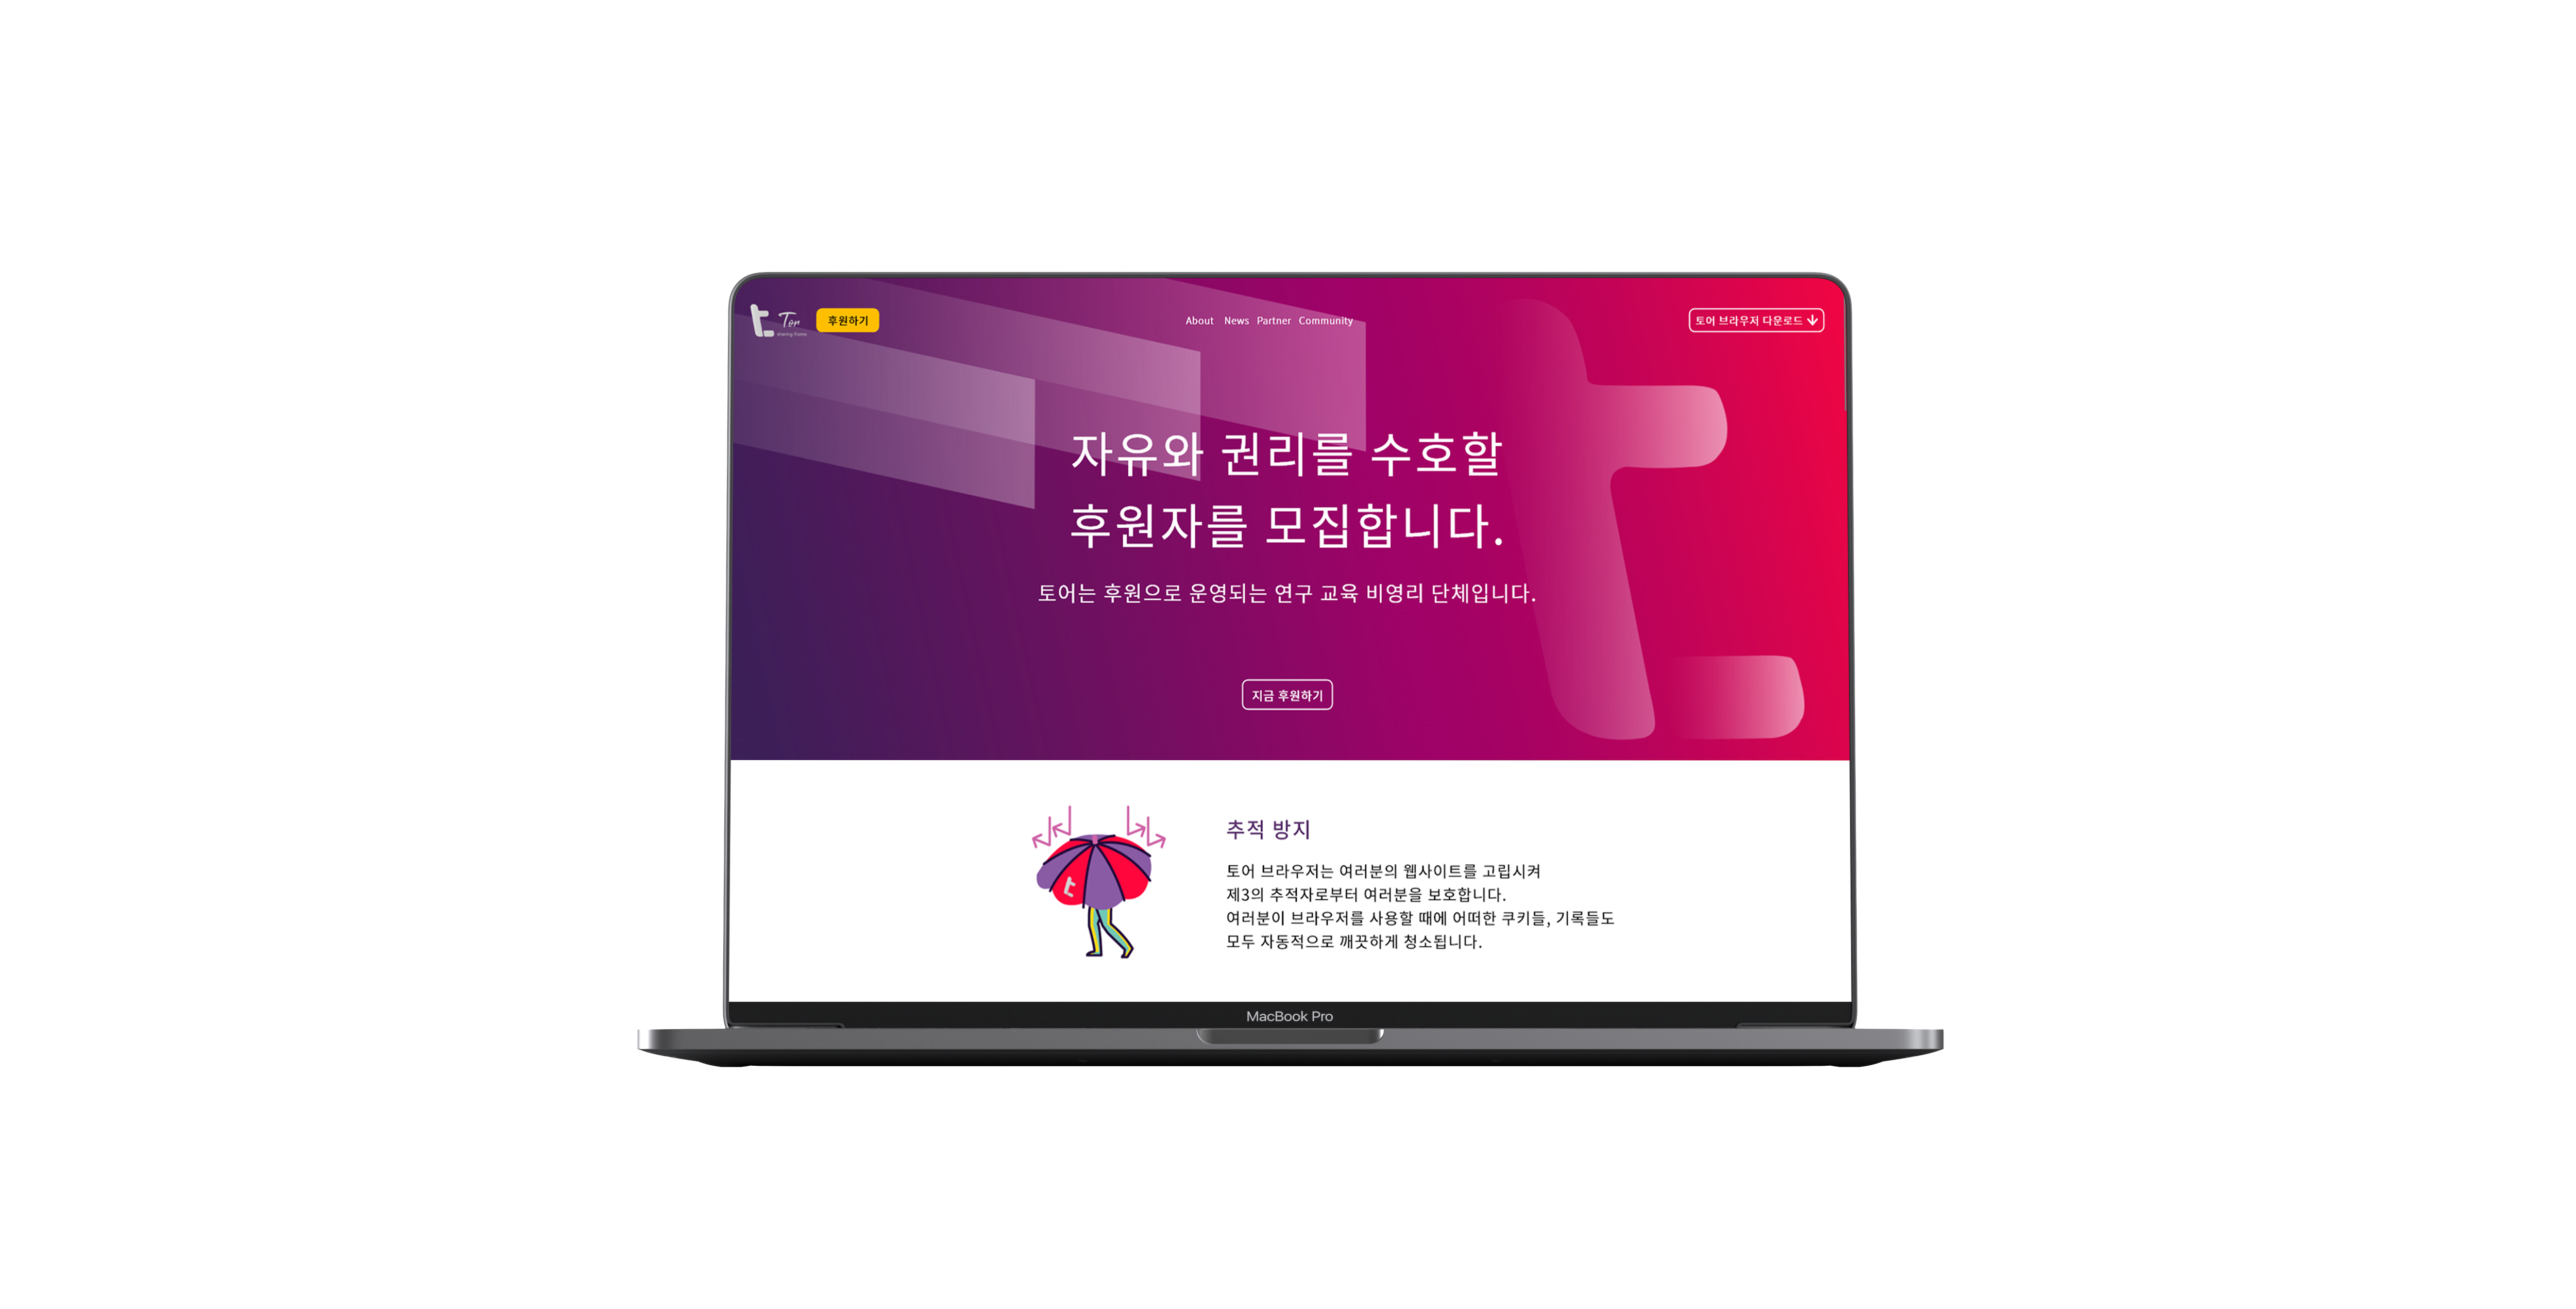 Tor
후원하기
About News Partner Community
토어 브라우저 다운로드
자유와 권리를 수호할
후원자를 모집합니다.
토어는 후원으로 운영되는 연구 교육 비영리 단체입니다.
지금 후원하기
추적 방지
토어 브라우저는 여러분의 웹사이트를 고립시켜
제3의 추적자로부터 여러분을 보호합니다.
여러분이 브라우저를 사용할 때에 어떠한 쿠키들, 기록들도
모두 자동적으로 깨끗하게 청소됩니다.
MacBook Pro